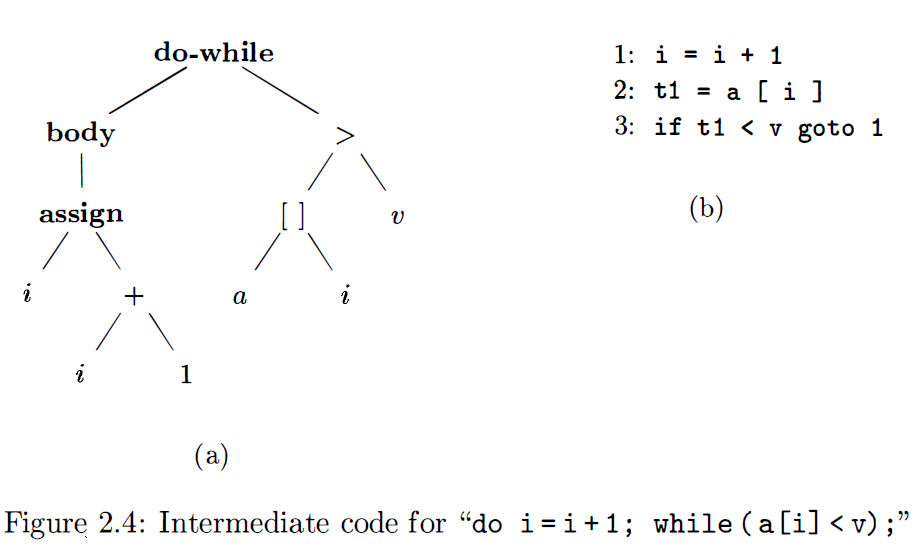 do-while
1: i = i + 1
2: t1 = a [ i ]
3: if t1 < v goto 1
body >
assign [ ] v
(b)
i + a i
i 1
(a)
Figure 2.4: Intermediate code for “do i=i+1; while(a[i]<v);”